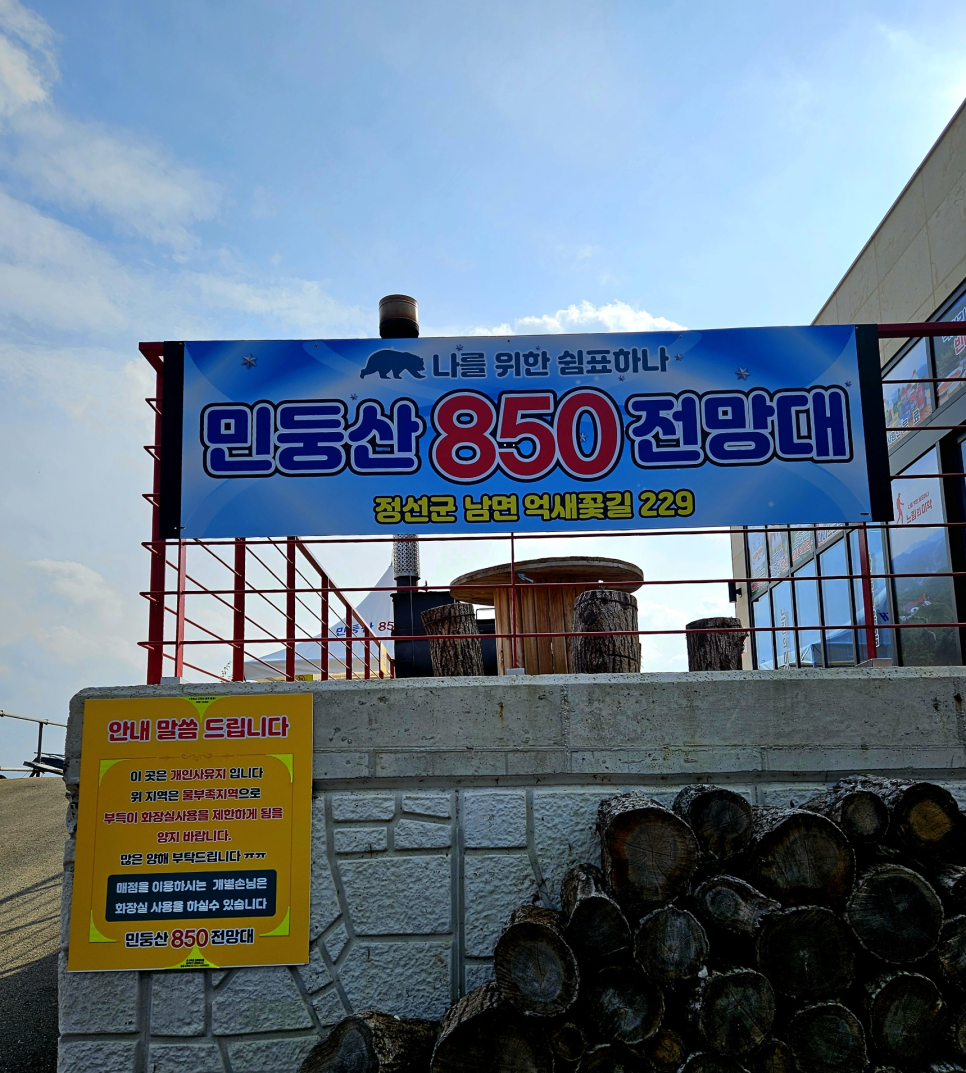 나를 위한 쉼표하나
민둥산 850 전망대
정선군 남면 억새꽃길 229
민둥산 85
안내 말씀 드립니다
이 곳은 개인사유지 입니다
위 지역은 물부족지역으로
부득이 화장실사용을 제한하게 됨을
양지 바랍니다.
많은 양해 부탁드립니다 ㅠㅠ
매점을 이용하시는 개별손님은
화장실 사용을 하실수 있습니다
민둥산 850 전망대